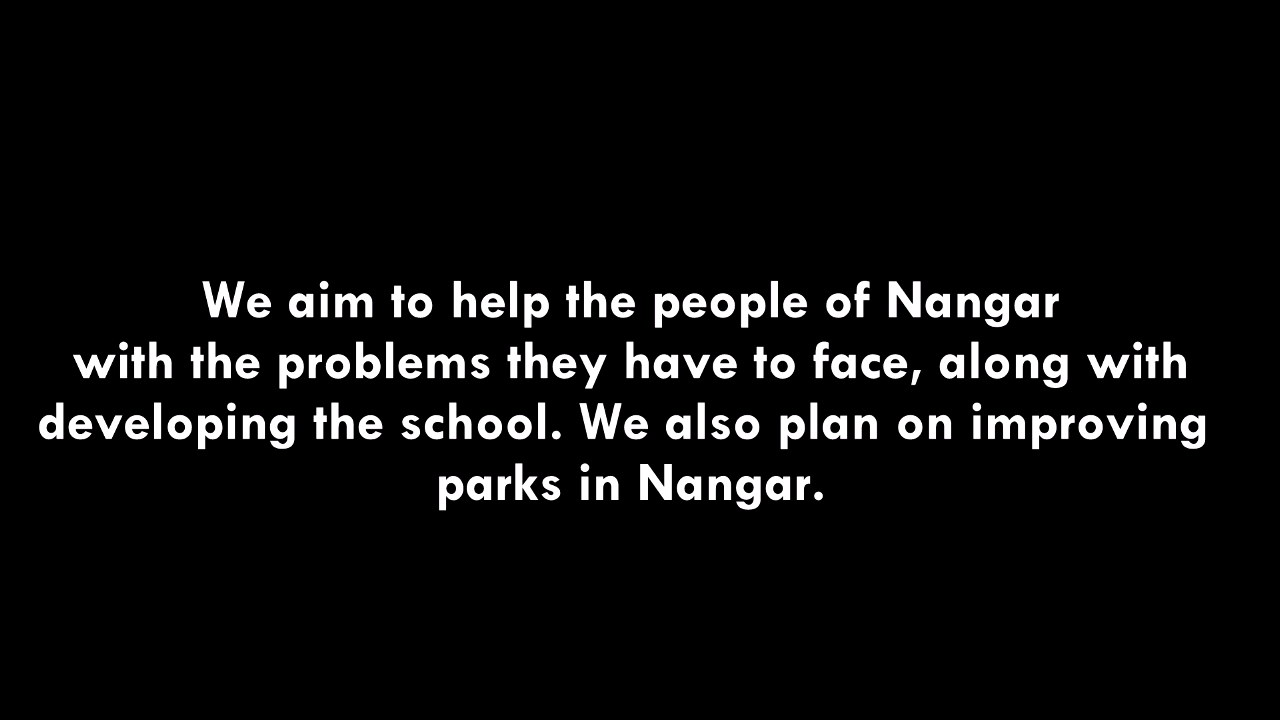 We aim to help the people of Nangar
with the problems they have to face, along with
developing the school. We also plan on improving
parks in Nangar.